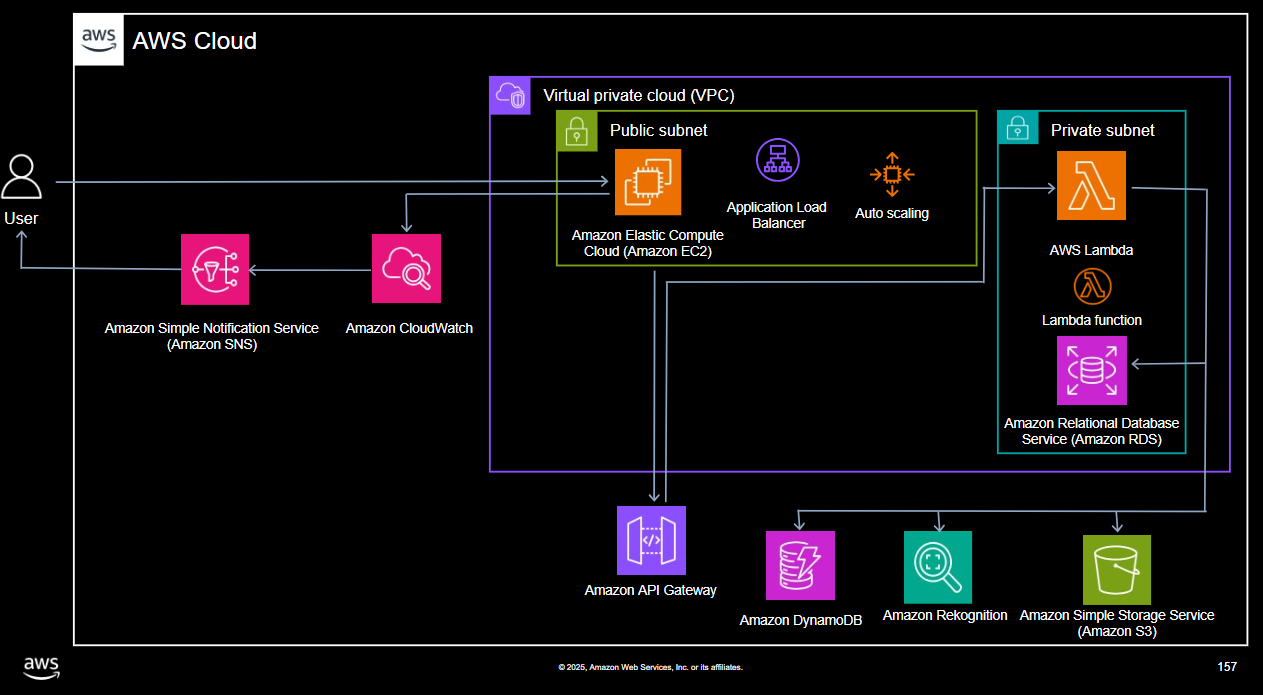 aws
AWS Cloud
Virtual private cloud (VPC)
Public subnet
Private subnet
User
Amazon Elastic Compute
Cloud (Amazon EC2)
Application Load
Balancer
Auto scaling
AWS Lambda
Lambda function
Amazon Simple Notification Service
(Amazon SNS)
Amazon CloudWatch
Amazon Relational Database
Service (Amazon RDS)
</>
Amazon API Gateway
Amazon DynamoDB
Amazon Rekognition
Amazon Simple Storage Service
(Amazon S3)
aws
© 2025, Amazon Web Services, Inc. or its affiliates.
157